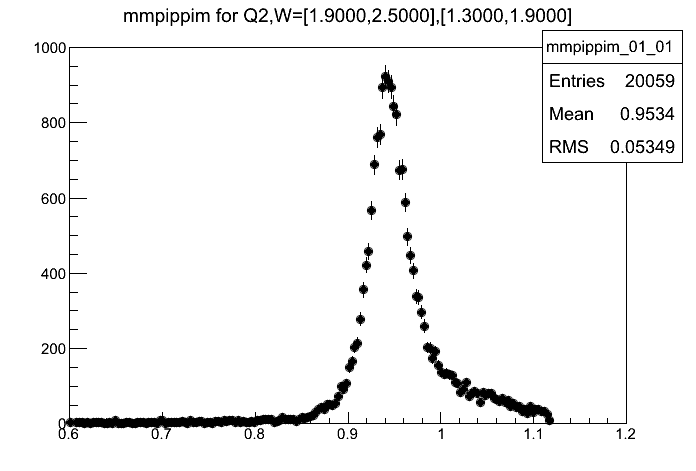 mmpippim for Q2,W=[1.9000,2.5000],[1.3000,1.9000]
mmpippim_01_01
Entries 20059
Mean 0.9534
RMS 0.05349
1000
800
600
400
200
0
0.6 0.7 0.8 0.9 1 1.1 1.2